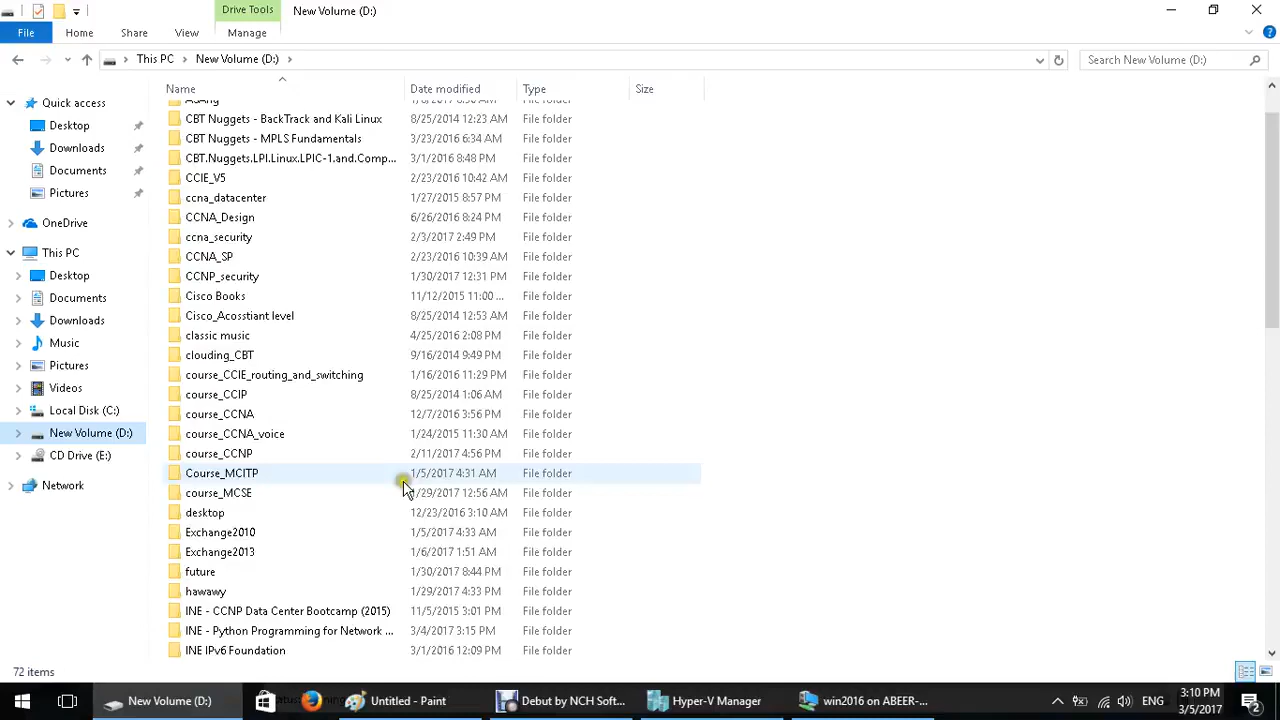 Drive Tools New Volume (D:)
File Home Share View Manage
This PC New Volume (D:) Search New Volume (D:)
Name Date modified Type Size
Quick access
Desktop
Downloads
Documents
Pictures
OneDrive
This PC
Desktop
Documents
Downloads
Music
Pictures
Videos
Local Disk (C:)
New Volume (D:)
CD Drive (E:)
Network
CBT Nuggets - BackTrack and Kali Linux 8/25/2014 12:23 AM File folder
CBT Nuggets - MPLS Fundamentals 3/23/2016 6:34 AM File folder
CBT.Nuggets.LPI.Linux.LPIC-1.and.Comp... 3/1/2016 8:48 PM File folder
CCIE_V5 2/23/2016 10:42 AM File folder
ccna_datacenter 1/27/2015 8:57 PM File folder
CCNA_Design 6/26/2016 8:24 PM File folder
ccna_security 2/3/2017 2:49 PM File folder
CCNA_SP 2/23/2016 10:39 AM File folder
CCNP_security 1/30/2017 12:31 PM File folder
Cisco Books 11/12/2015 11:00 ... File folder
Cisco_Acosstiant level 8/25/2014 12:53 AM File folder
classic music 4/25/2016 2:08 PM File folder
clouding_CBT 9/16/2014 9:49 PM File folder
course_CCIE_routing_and_switching 1/16/2016 11:29 PM File folder
course_CCIP 8/25/2014 1:06 AM File folder
course_CCNA 12/7/2016 3:56 PM File folder
course_CCNA_voice 1/24/2015 11:30 AM File folder
course_CCNP 2/11/2017 4:56 PM File folder
Course_MCITP 1/5/2017 4:31 AM File folder
course_MCSE 1/29/2017 12:56 AM File folder
desktop 12/23/2016 3:10 AM File folder
Exchange2010 1/5/2017 4:33 AM File folder
Exchange2013 1/6/2017 1:51 AM File folder
future 1/30/2017 8:44 PM File folder
hawawy 1/29/2017 4:33 PM File folder
INE - CCNP Data Center Bootcamp (2015) 11/5/2015 3:01 PM File folder
INE - Python Programming for Network ... 3/4/2017 3:15 PM File folder
INE IPv6 Foundation 3/1/2016 12:09 PM File folder
72 items
New Volume (D:) Untitled - Paint Debut by NCH Soft... Hyper-V Manager win2016 on ABEER-... ENG 3:10 PM
3/5/2017 2